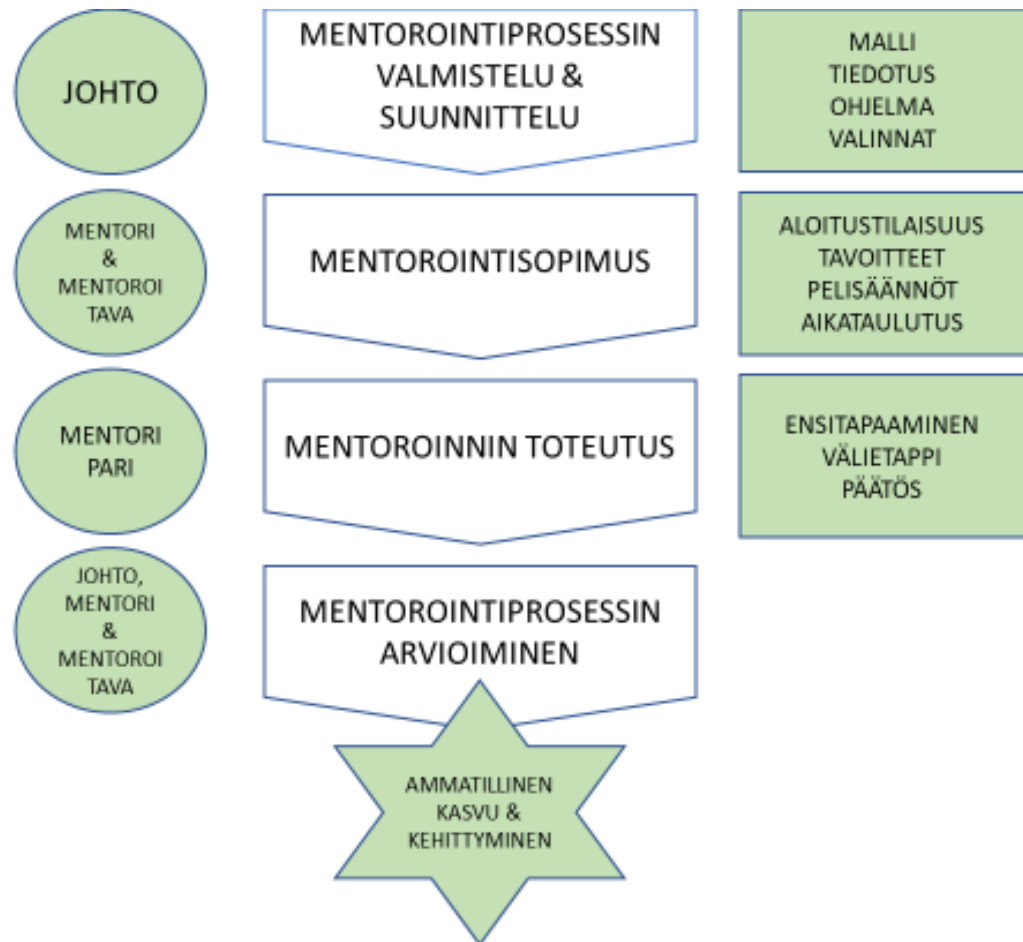 JOHTO
MENTOROINTIPROSESSIN
VALMISTELU &
SUUNNITTELU
MALLI
TIEDOTUS
OHJELMA
VALINNAT
MENTORI
&
MENTOROI
TAVA
MENTOROINTISOPIMUS
ALOITUSTILAISUUS
TAVOITTEET
PELISÄÄNNÖT
AIKATAULUTUS
MENTORI
PARI
MENTOROINNIN TOTEUTUS
ENSITAPAAMINEN
VÄLIETAPPI
PÄÄTÖS
JOHTO,
MENTORI
&
MENTOROI
TAVA
MENTOROINTIPROSESSIN
ARVIOIMINEN
AMMATILLINEN
KASVU &
KEHITTYMINEN